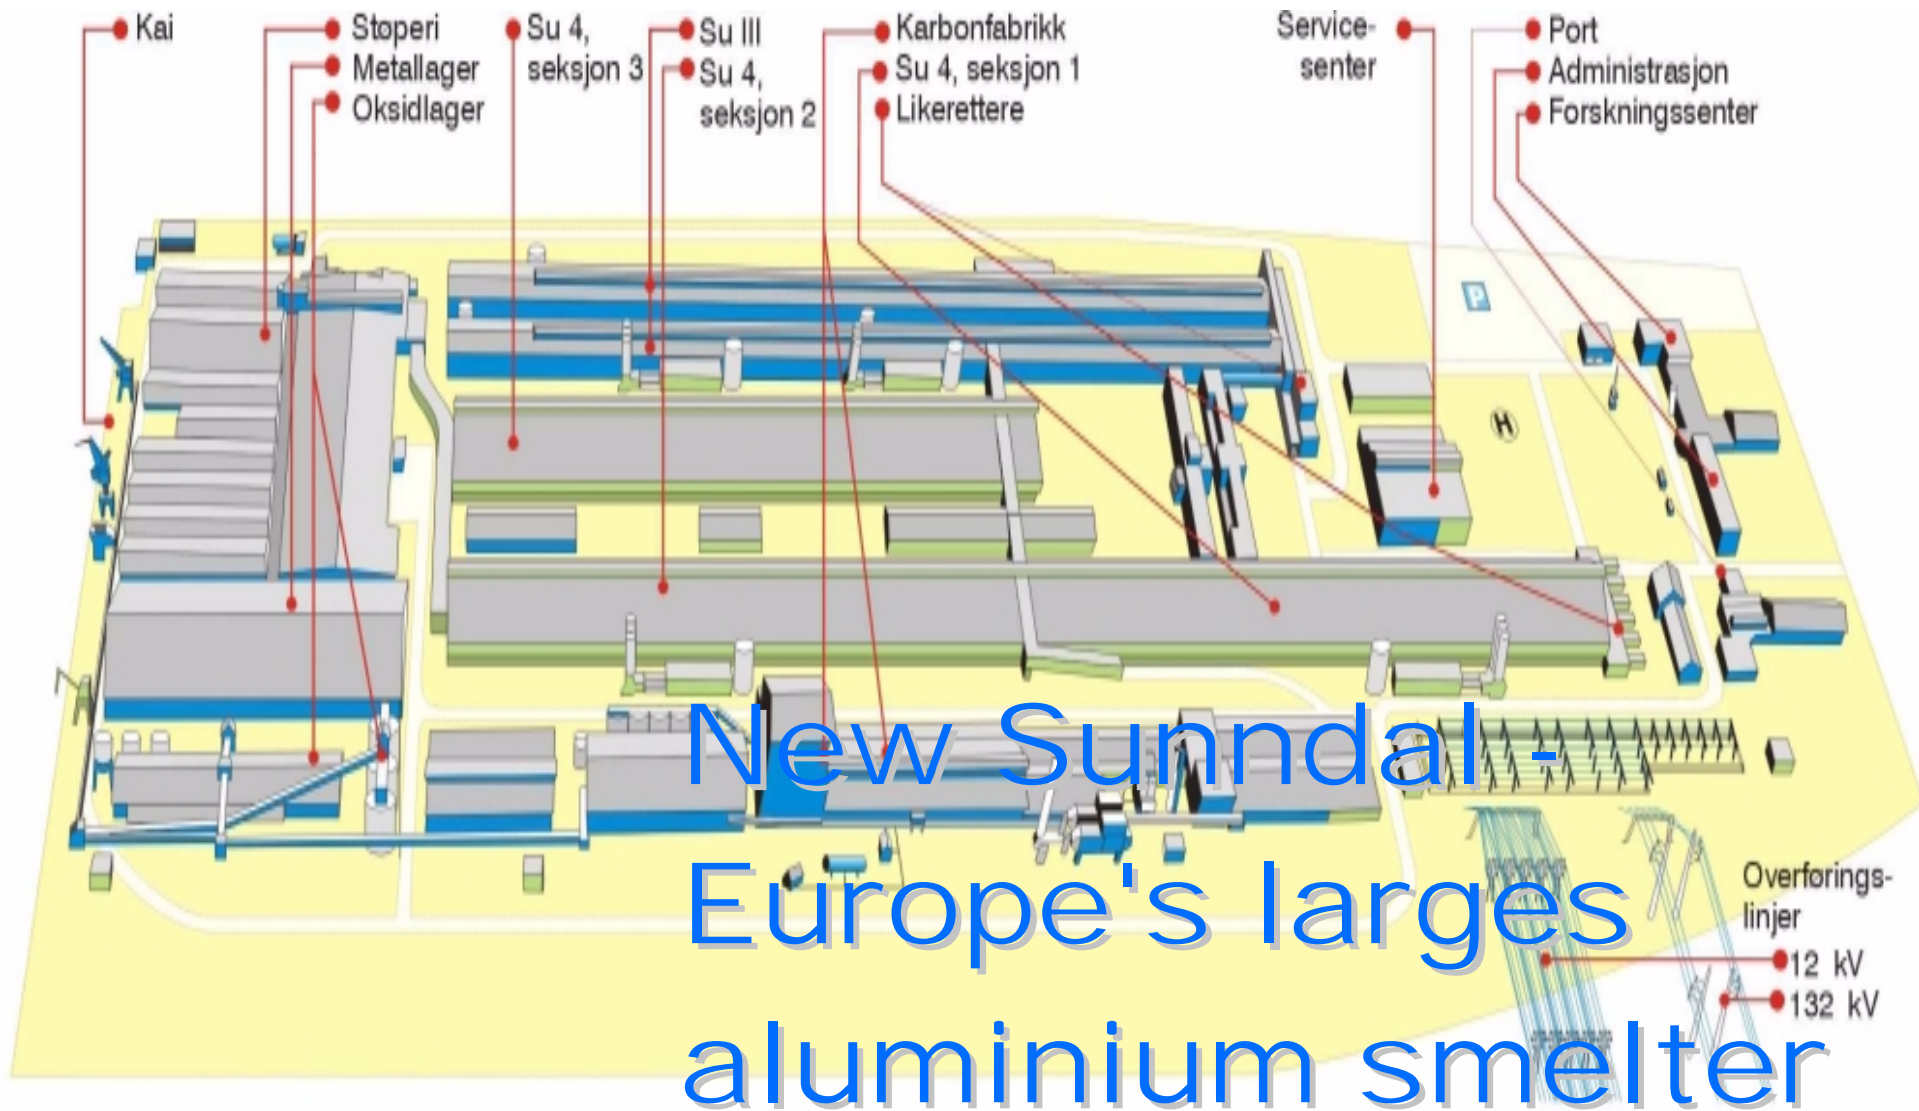 Kai
Støperi
Metallager
Oksidlager
Su 4,
seksjon 3
Su III
Su 4,
seksjon 2
Karbonfabrikk
Su 4, seksjon 1
Likerettere
Service-
senter
Port
Administrasjon
Forskningssenter
P
H
New Sunndal -
Europe's larges
aluminium smelter
Overførings-
linjer
12 kV
132 kV